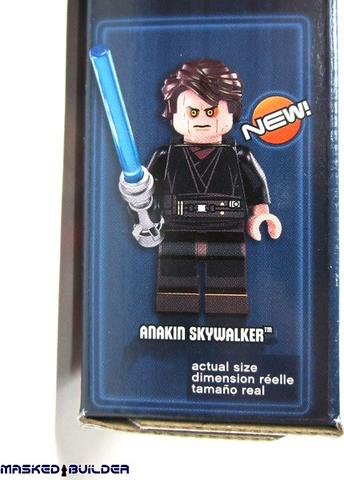 NEW!
ANAKIN SKYWALKER™
actual size
dimension réelle
tamaño real
MASKED BUILDER